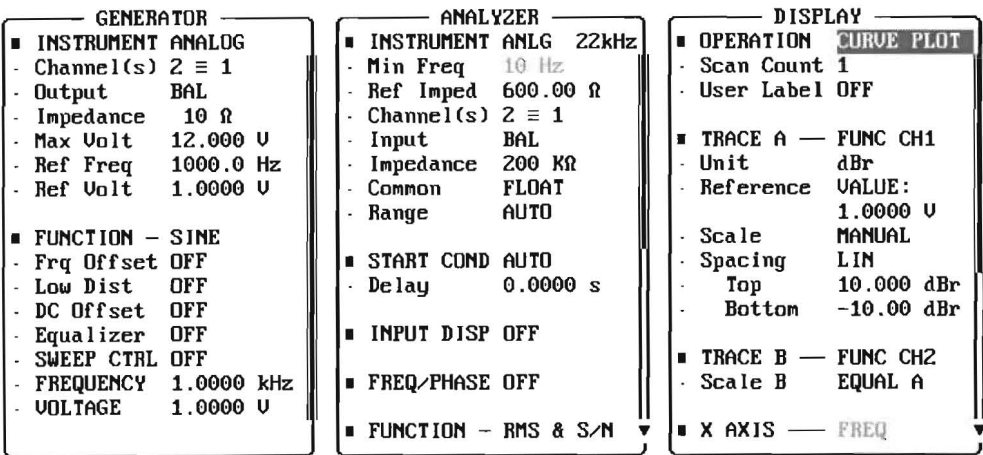 GENERATOR
■ INSTRUMENT ANALOG
· Channel(s) 2 ≡ 1
· Output BAL
· Impedance 10 Ω
· Max Volt 12.000 V
· Ref Freq 1000.0 Hz
· Ref Volt 1.0000 V
■ FUNCTION — SINE
· Frq Offset OFF
· Low Dist OFF
· DC Offset OFF
· Equalizer OFF
· SWEEP CTRL OFF
· FREQUENCY 1.0000 kHz
· VOLTAGE 1.0000 V
ANALYZER
■ INSTRUMENT ANLG 22kHz
· Min Freq 10 Hz
· Ref Imped 600.00 Ω
· Channel(s) 2 ≡ 1
· Input BAL
· Impedance 200 KΩ
· Common FLOAT
· Range AUTO
■ START COND AUTO
· Delay 0.0000 s
■ INPUT DISP OFF
■ FREQ/PHASE OFF
■ FUNCTION — RMS & S/N ▼
DISPLAY
■ OPERATION CURVE PLOT
· Scan Count 1
· User Label OFF
■ TRACE A — FUNC CH1
· Unit dBr
· Reference VALUE:
1.0000 V
· Scale MANUAL
· Spacing LIN
· Top 10.000 dBr
· Bottom -10.00 dBr
■ TRACE B — FUNC CH2
· Scale B EQUAL A
■ X AXIS — FREQ ▼